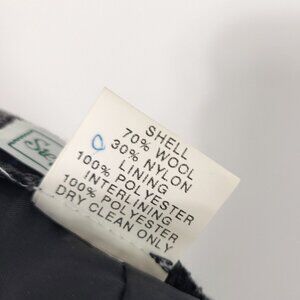 SHELL
70% WOOL
30% NYLON
LINING
100% POLYESTER
INTERLINING
100% POLYESTER
DRY CLEAN ONLY